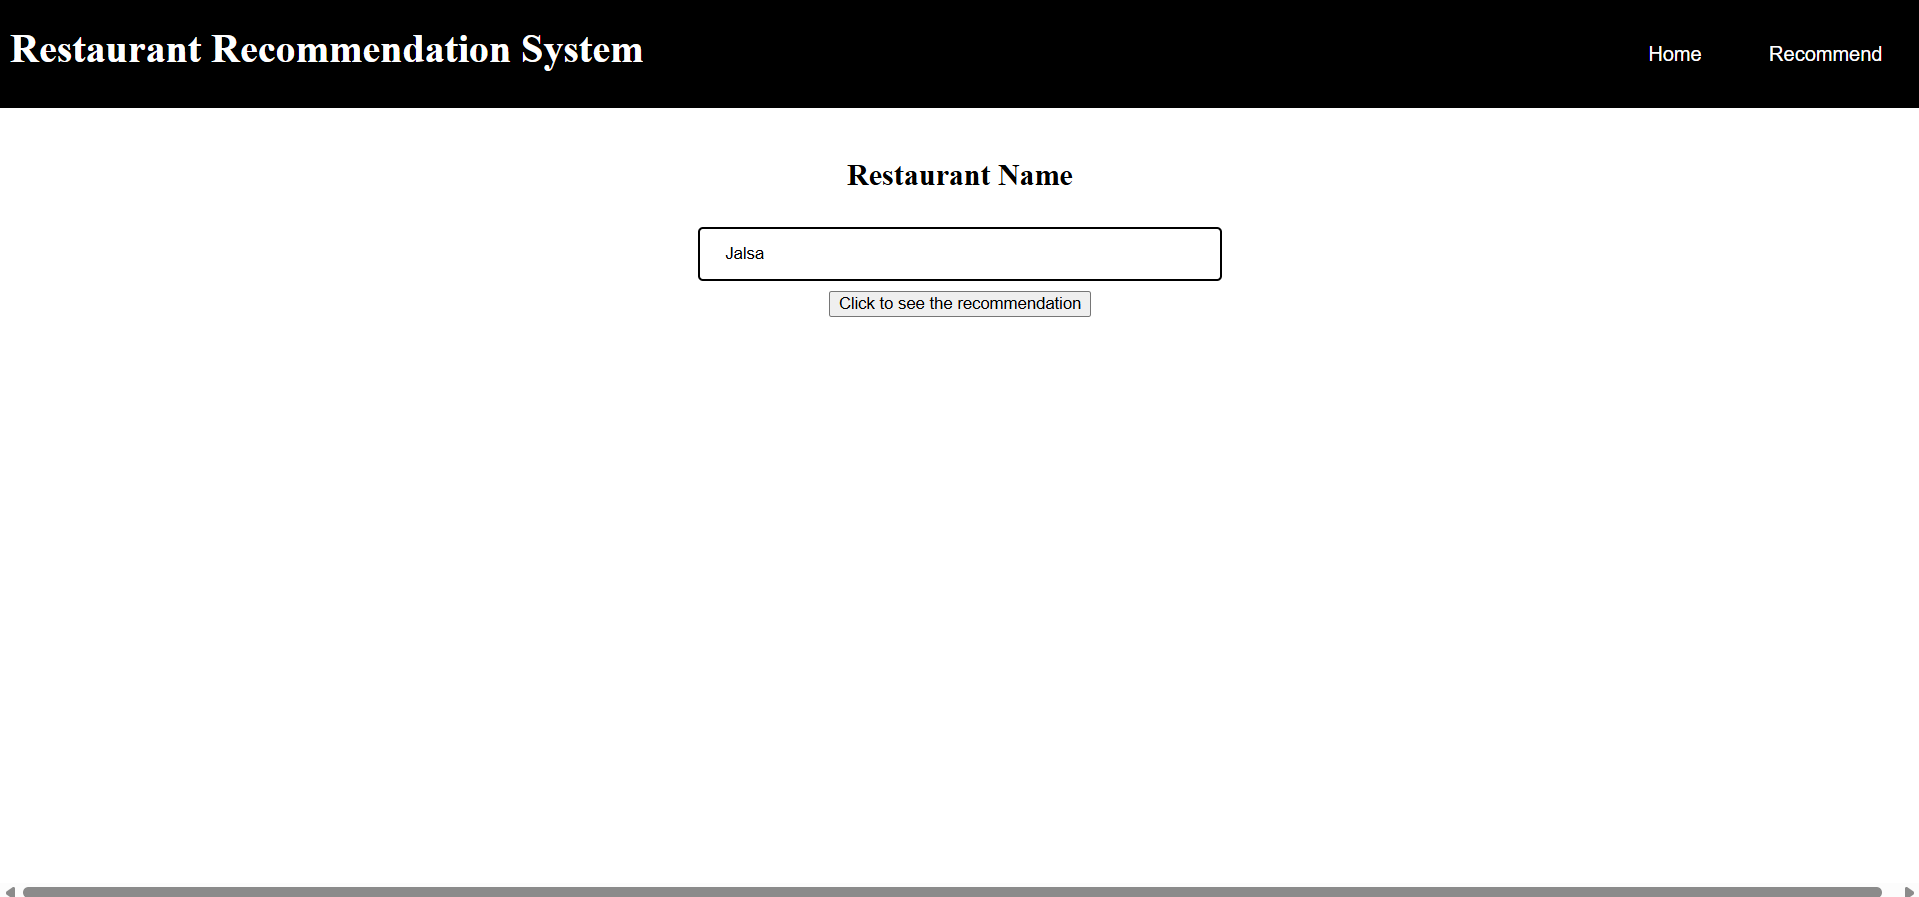 Restaurant Recommendation System
Home
Recommend
Restaurant Name
Jalsa
Click to see the recommendation